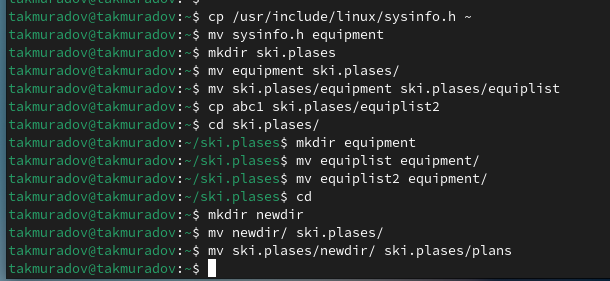 takmuradov@takmuradov:~$ cp /usr/include/linux/sysinfo.h ~
takmuradov@takmuradov:~$ mv sysinfo.h equipment
takmuradov@takmuradov:~$ mkdir ski.plases
takmuradov@takmuradov:~$ mv equipment ski.plases/
takmuradov@takmuradov:~$ mv ski.plases/equipment ski.plases/equiplist
takmuradov@takmuradov:~$ cp abc1 ski.plases/equiplist2
takmuradov@takmuradov:~$ cd ski.plases/
takmuradov@takmuradov:~/ski.plases$ mkdir equipment
takmuradov@takmuradov:~/ski.plases$ mv equiplist equipment/
takmuradov@takmuradov:~/ski.plases$ mv equiplist2 equipment/
takmuradov@takmuradov:~/ski.plases$ cd
takmuradov@takmuradov:~$ mkdir newdir
takmuradov@takmuradov:~$ mv newdir/ ski.plases/
takmuradov@takmuradov:~$ mv ski.plases/newdir/ ski.plases/plans
takmuradov@takmuradov:~$